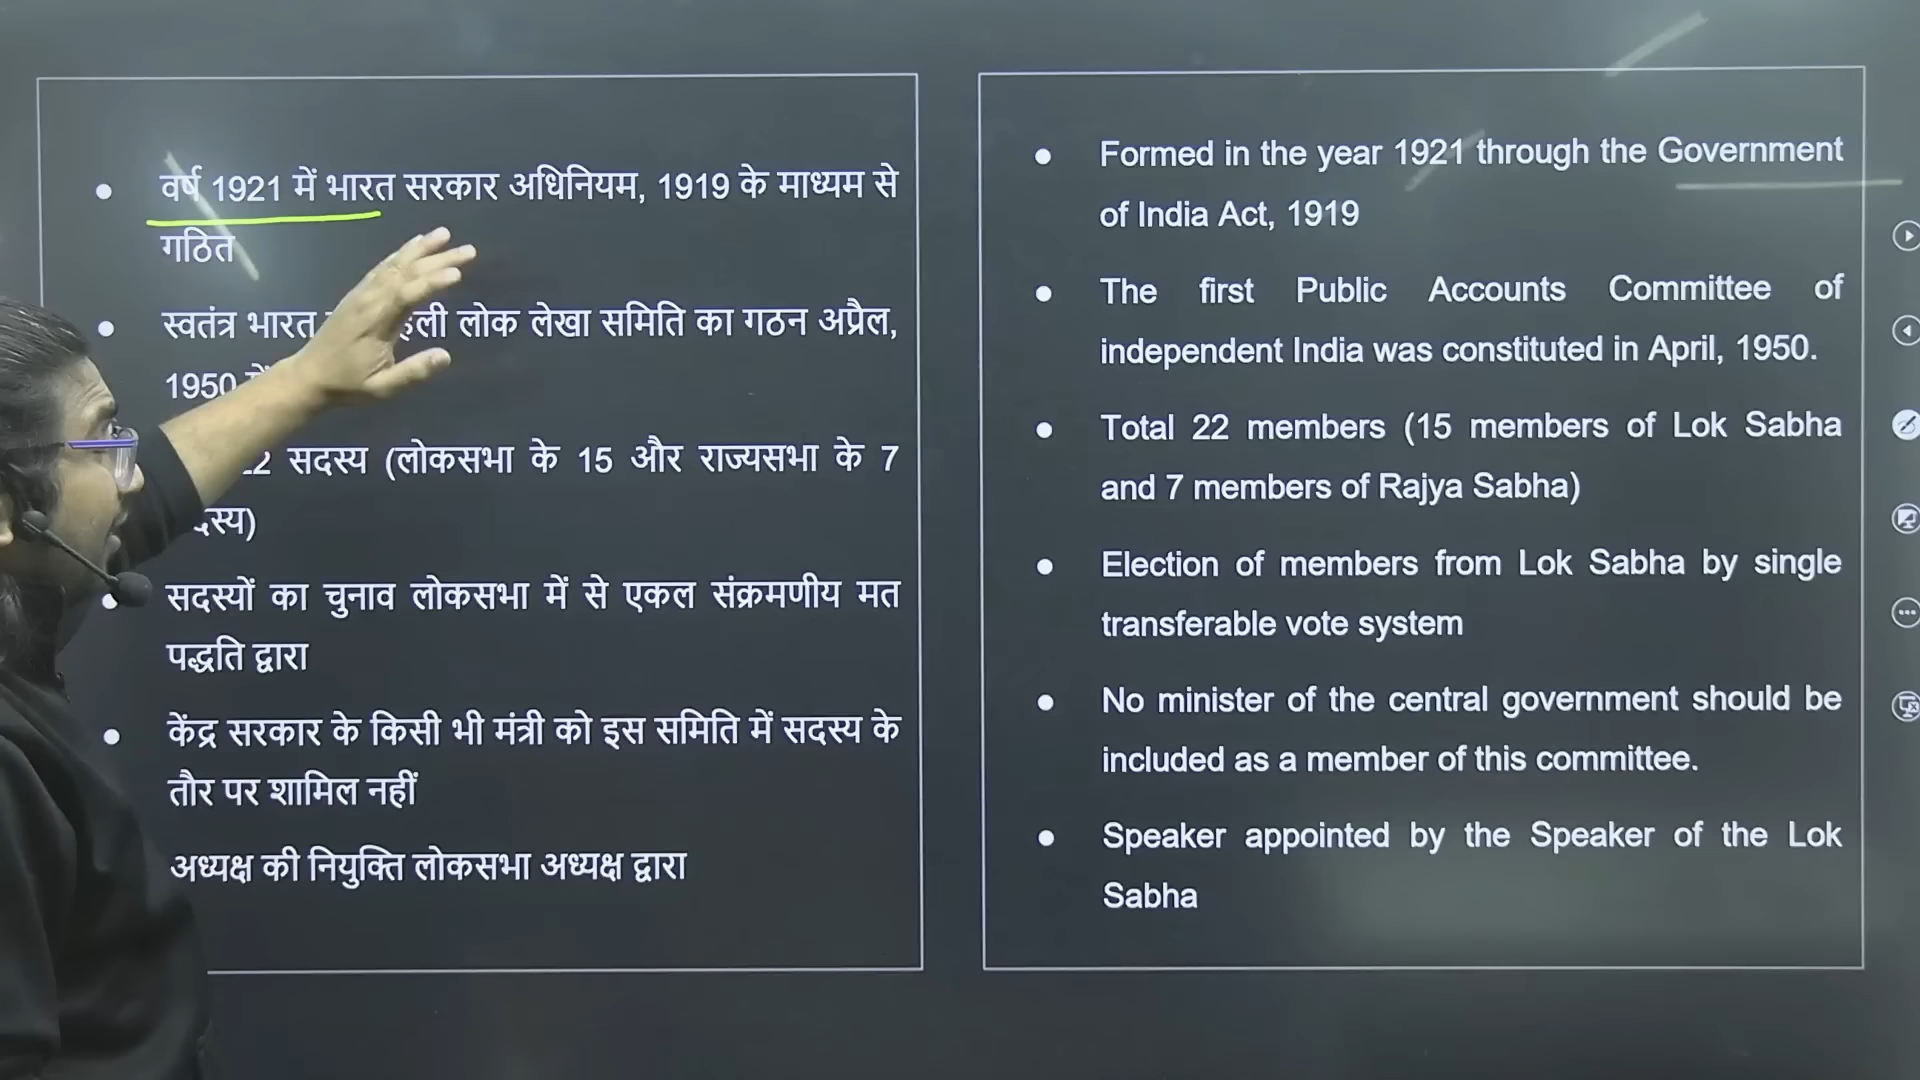 वर्ष 1921 में भारत सरकार अधिनियम, 1919 के माध्यम से
गठित
स्वतंत्र भारत ली लोक लेखा समिति का गठन अप्रैल,
1950 में
सदस्य (लोकसभा के 15 और राज्यसभा के 7
सदस्यों का चुनाव लोकसभा में से एकल संक्रमणीय मत
पद्धति द्वारा
केंद्र सरकार के किसी भी मंत्री को इस समिति में सदस्य के
तौर पर शामिल नहीं
अध्यक्ष की नियुक्ति लोकसभा अध्यक्ष द्वारा
Formed in the year 1921 through the Government
of India Act, 1919
The first Public Accounts Committee of
independent India was constituted in April, 1950.
Total 22 members (15 members of Lok Sabha
and 7 members of Rajya Sabha)
Election of members from Lok Sabha by single
transferable vote system
No minister of the central government should be
included as a member of this committee.
Speaker appointed by the Speaker of the Lok
Sabha